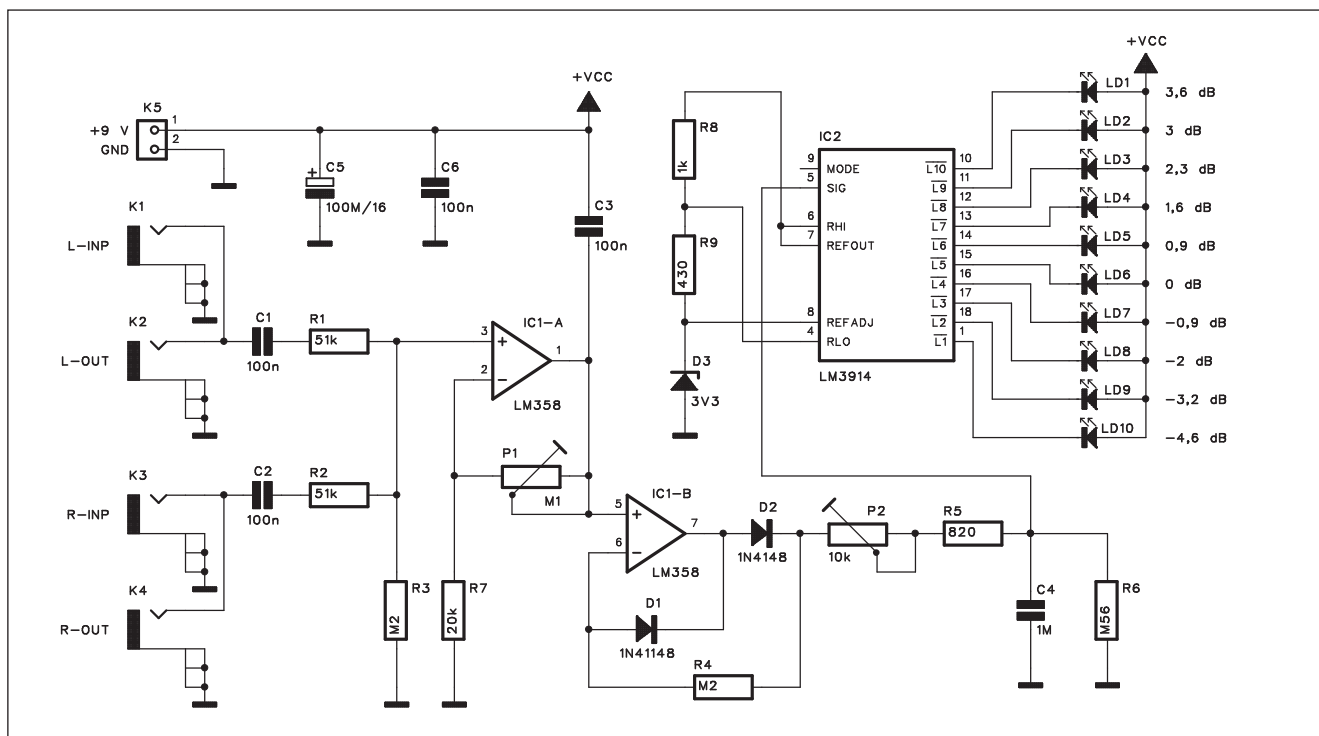 +VCC
+VCC
K5
+9 V
1
GND
2
C5
+
100M/16
C6
100n
C3
100n
K1
L-INP
K2
L-OUT
C1
100n
R1
51k
3
+
2
−
1
IC1-A
LM358
K3
R-INP
C2
100n
R2
51k
K4
R-OUT
R3
M2
R7
20k
P1
M1
5
+
6
−
7
IC1-B
LM358
D1
1N41148
D2
1N4148
R4
M2
P2
10k
R5
820
C4
1M
R6
M56
R8
1k
R9
430
D3
3V3
IC2
9 MODE
5 SIG
6 RHI
7 REFOUT
8 REFADJ
4 RLO
LM3914
L10 10
L9 11
L8 12
L7 13
L6 14
L5 15
L4 16
L3 17
L2 18
L1 1
LD1 3,6 dB
LD2 3 dB
LD3 2,3 dB
LD4 1,6 dB
LD5 0,9 dB
LD6 0 dB
LD7 −0,9 dB
LD8 −2 dB
LD9 −3,2 dB
LD10 −4,6 dB